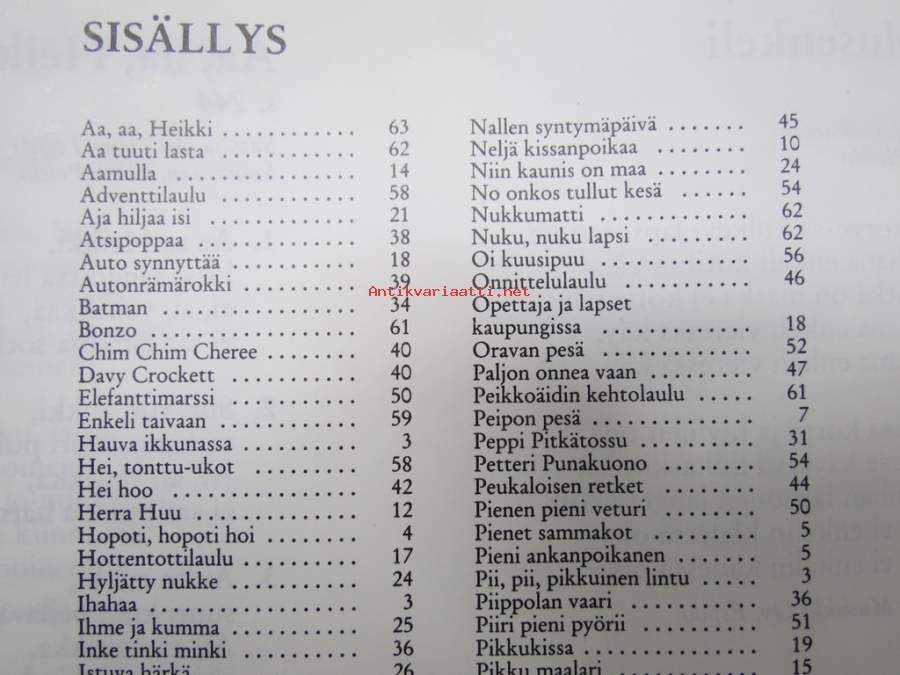 SISÄLLYS
Aa, aa, Heikki . . . . . . . . . . . . 63
Aa tuuti lasta . . . . . . . . . . . . 62
Aamulla . . . . . . . . . . . . . . 14
Adventtilaulu . . . . . . . . . . . . 58
Aja hiljaa isi . . . . . . . . . . . . 21
Atsipoppaa . . . . . . . . . . . . . 38
Auto synnyttää . . . . . . . . . . . 18
Autonrämärokki . . . . . . . . . . 39
Batman . . . . . . . . . . . . . . 34
Bonzo . . . . . . . . . . . . . . . 61
Chim Chim Cheree . . . . . . . . 40
Davy Crockett . . . . . . . . . . . 40
Elefanttimarssi . . . . . . . . . . . 50
Enkeli taivaan . . . . . . . . . . . 59
Hauva ikkunassa . . . . . . . . . . 3
Hei, tonttu-ukot . . . . . . . . . . 58
Hei hoo . . . . . . . . . . . . . . 42
Herra Huu . . . . . . . . . . . . . 12
Hopoti, hopoti hoi . . . . . . . . . 4
Hottentottilaulu . . . . . . . . . . 17
Hyljätty nukke . . . . . . . . . . . 24
Ihahaa . . . . . . . . . . . . . . . 3
Ihme ja kumma . . . . . . . . . . . 25
Inke tinki minki . . . . . . . . . . 36
Istuva härkä . . . . . . . . . . . . 26
Nallen syntymäpäivä . . . . . . . 45
Neljä kissanpoikaa . . . . . . . . 10
Niin kaunis on maa . . . . . . . . 24
No onkos tullut kesä . . . . . . . 54
Nukkumatti . . . . . . . . . . . . 62
Nuku, nuku lapsi . . . . . . . . . 62
Oi kuusipuu . . . . . . . . . . . . 56
Onnittelulaulu . . . . . . . . . . . 46
Opettaja ja lapset
kaupungissa . . . . . . . . . . . . 18
Oravan pesä . . . . . . . . . . . . 52
Paljon onnea vaan . . . . . . . . . 47
Peikkoäidin kehtolaulu . . . . . 61
Peipon pesä . . . . . . . . . . . . 7
Peppi Pitkätossu . . . . . . . . . . 31
Petteri Punakuono . . . . . . . . . 54
Peukaloisen retket . . . . . . . . . 44
Pienen pieni veturi . . . . . . . . . 50
Pienet sammakot . . . . . . . . . . 5
Pieni ankanpoikanen . . . . . . . . 5
Pii, pii, pikkuinen lintu . . . . . . 3
Piippolan vaari . . . . . . . . . . . 36
Piiri pieni pyörii . . . . . . . . . . 51
Pikkukissa . . . . . . . . . . . . . 19
Pikku maalari . . . . . . . . . . . 15
Antikvariaatti.net